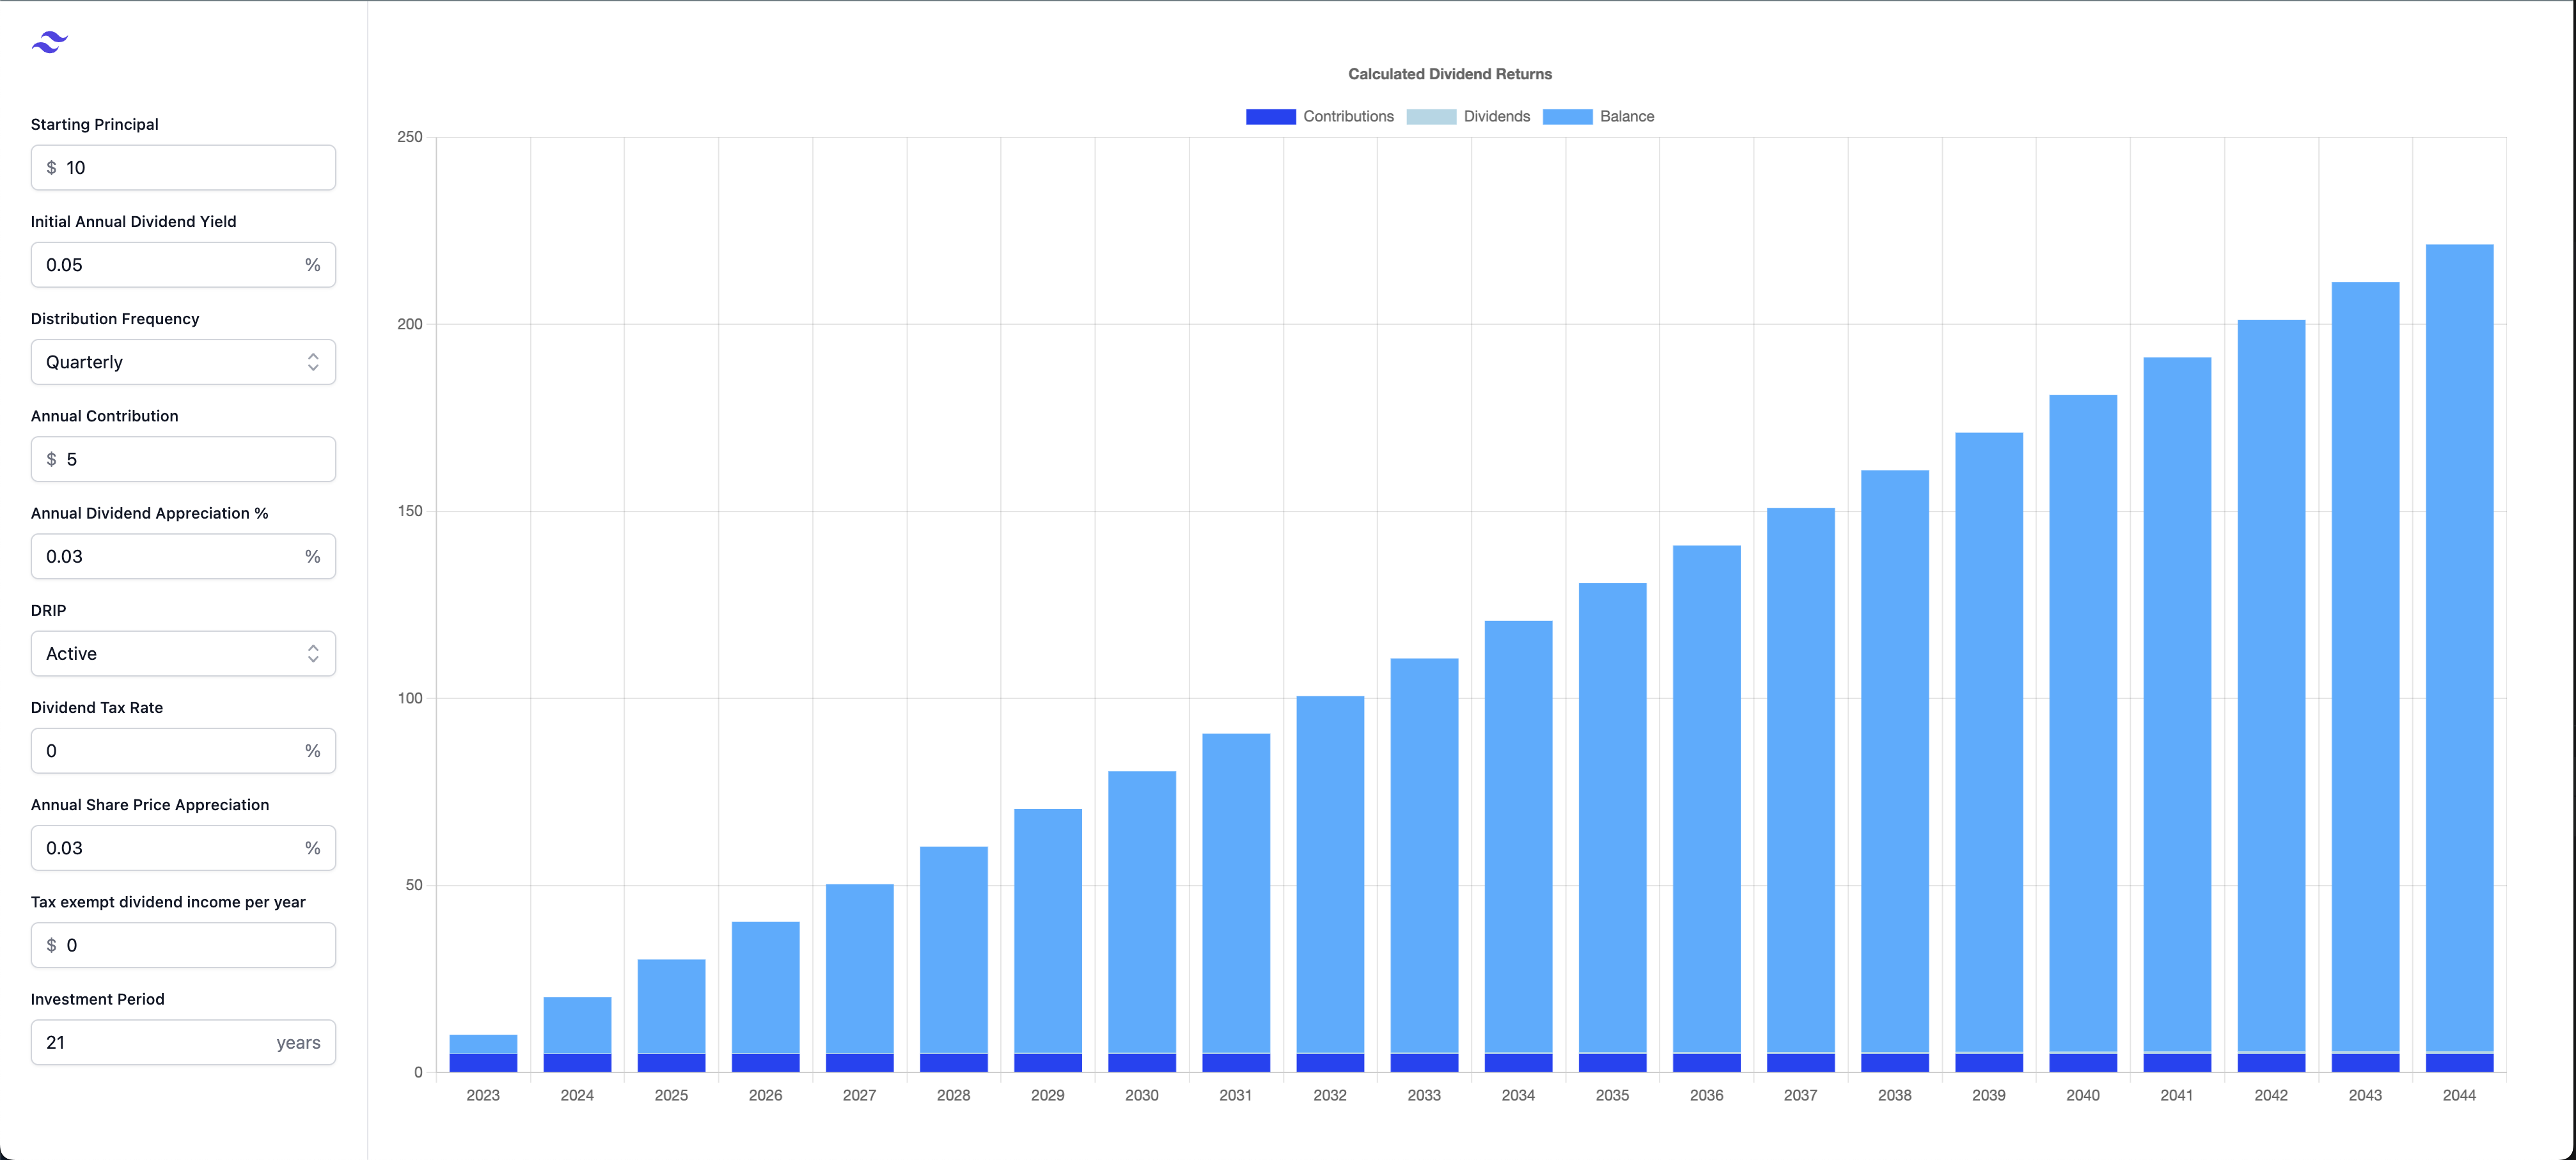 Starting Principal
$ 10
Initial Annual Dividend Yield
0.05 %
Distribution Frequency
Quarterly
Annual Contribution
$ 5
Annual Dividend Appreciation %
0.03 %
DRIP
Active
Dividend Tax Rate
0 %
Annual Share Price Appreciation
0.03 %
Tax exempt dividend income per year
$ 0
Investment Period
21 years
Calculated Dividend Returns
Contributions Dividends Balance
250
200
150
100
50
0
2023 2024 2025 2026 2027 2028 2029 2030 2031 2032 2033 2034 2035 2036 2037 2038 2039 2040 2041 2042 2043 2044